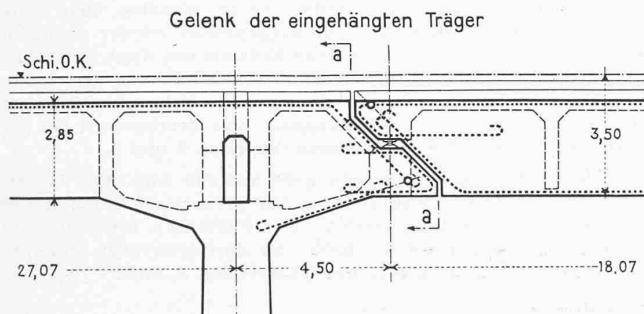 Gelenk der eingehängten Träger
a
Schi.O.K.
2,85
3,50
a
27,07
4,50
18,07